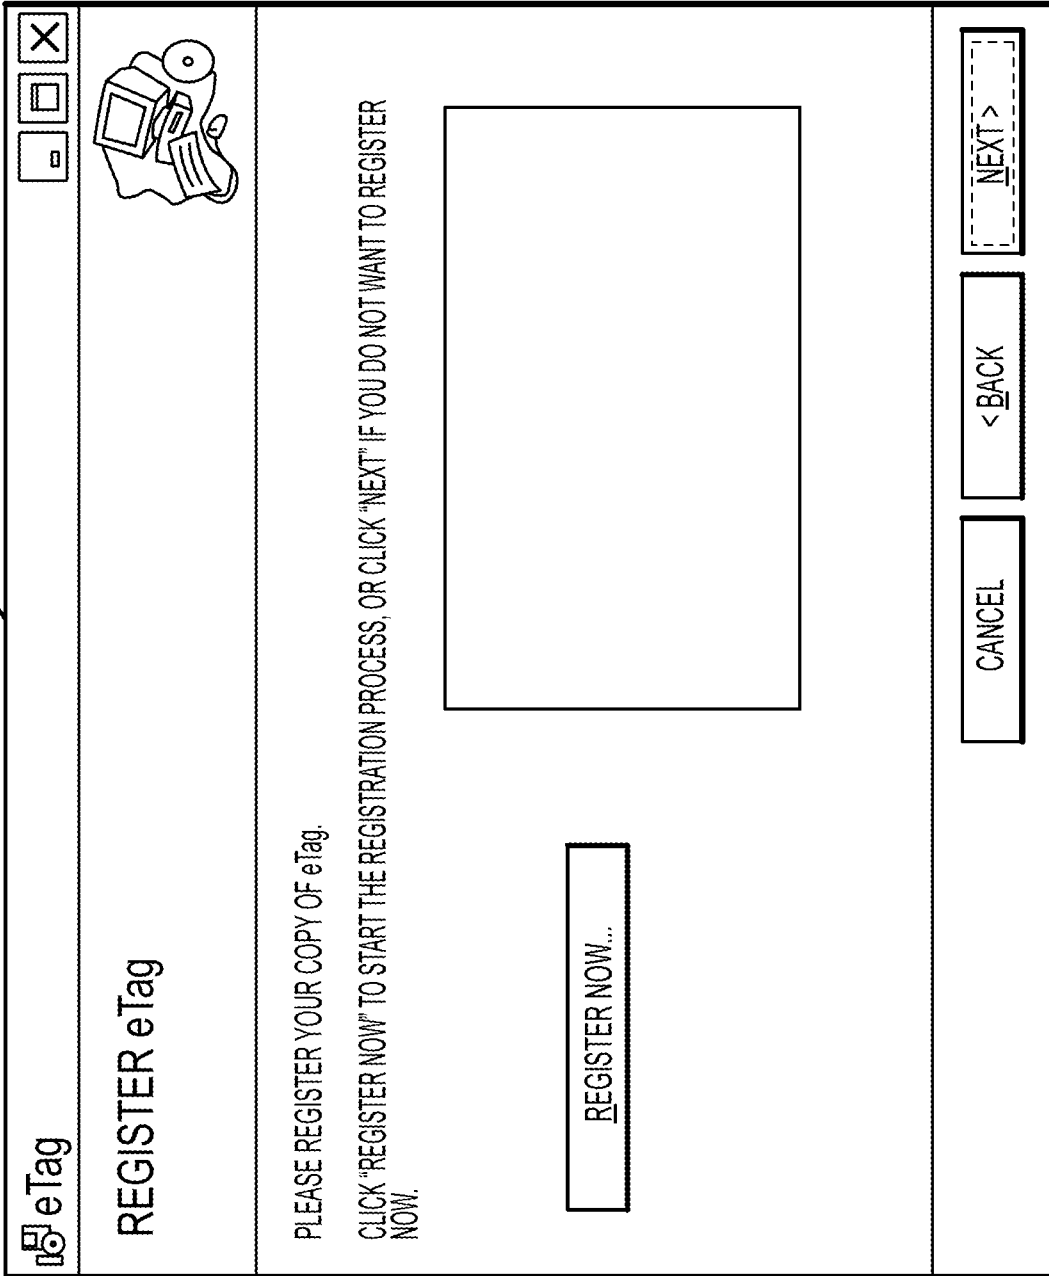 eTag
REGISTER eTag
PLEASE REGISTER YOUR COPY OF eTag.
CLICK "REGISTER NOW" TO START THE REGISTRATION PROCESS, OR CLICK "NEXT" IF YOU DO NOT WANT TO REGISTER
NOW.
REGISTER NOW...
CANCEL
< BACK
NEXT >